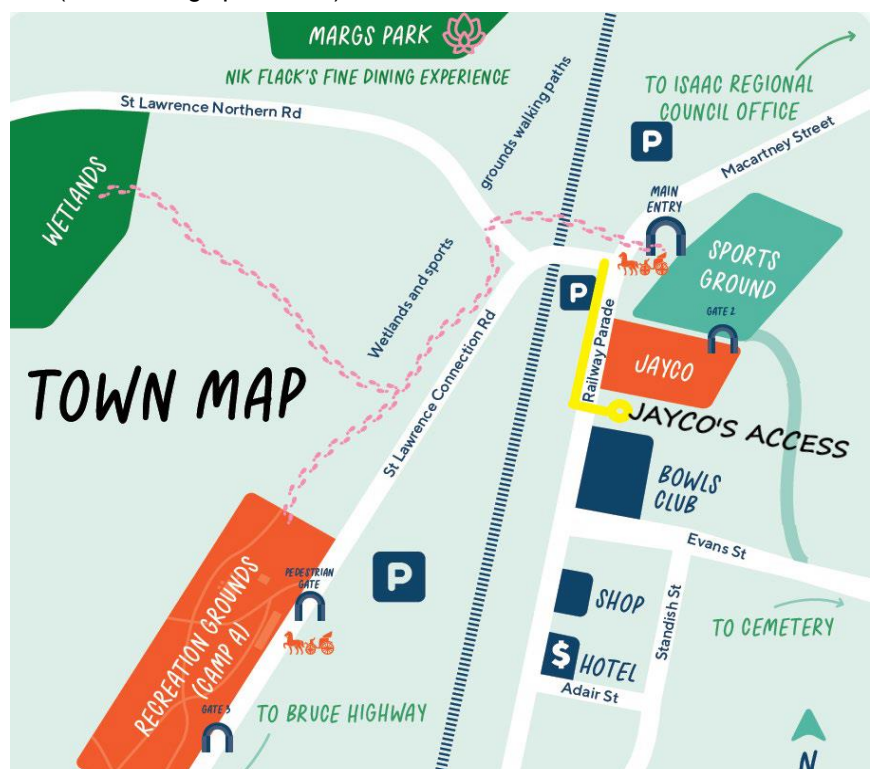 MARGS PARK
NIK FLACK'S FINE DINING EXPERIENCE
TO ISAAC REGIONAL
COUNCIL OFFICE
St Lawrence Northern Rd
grounds walking paths
P
Macartney Street
WETLANDS
MAIN
ENTRY
SPORTS
GROUND
Wetlands and sports
P
GATE 2
Railway Parade
JAYCO
TOWN MAP
JAYCO'S ACCESS
St Lawrence Connection Rd
BOWLS
CLUB
Evans St
PEDESTRIAN
GATE
P
SHOP
Standish St
TO CEMETERY
RECREATION GROUNDS
(CAMP A)
$ HOTEL
Adair St
GATE 3
TO BRUCE HIGHWAY
N